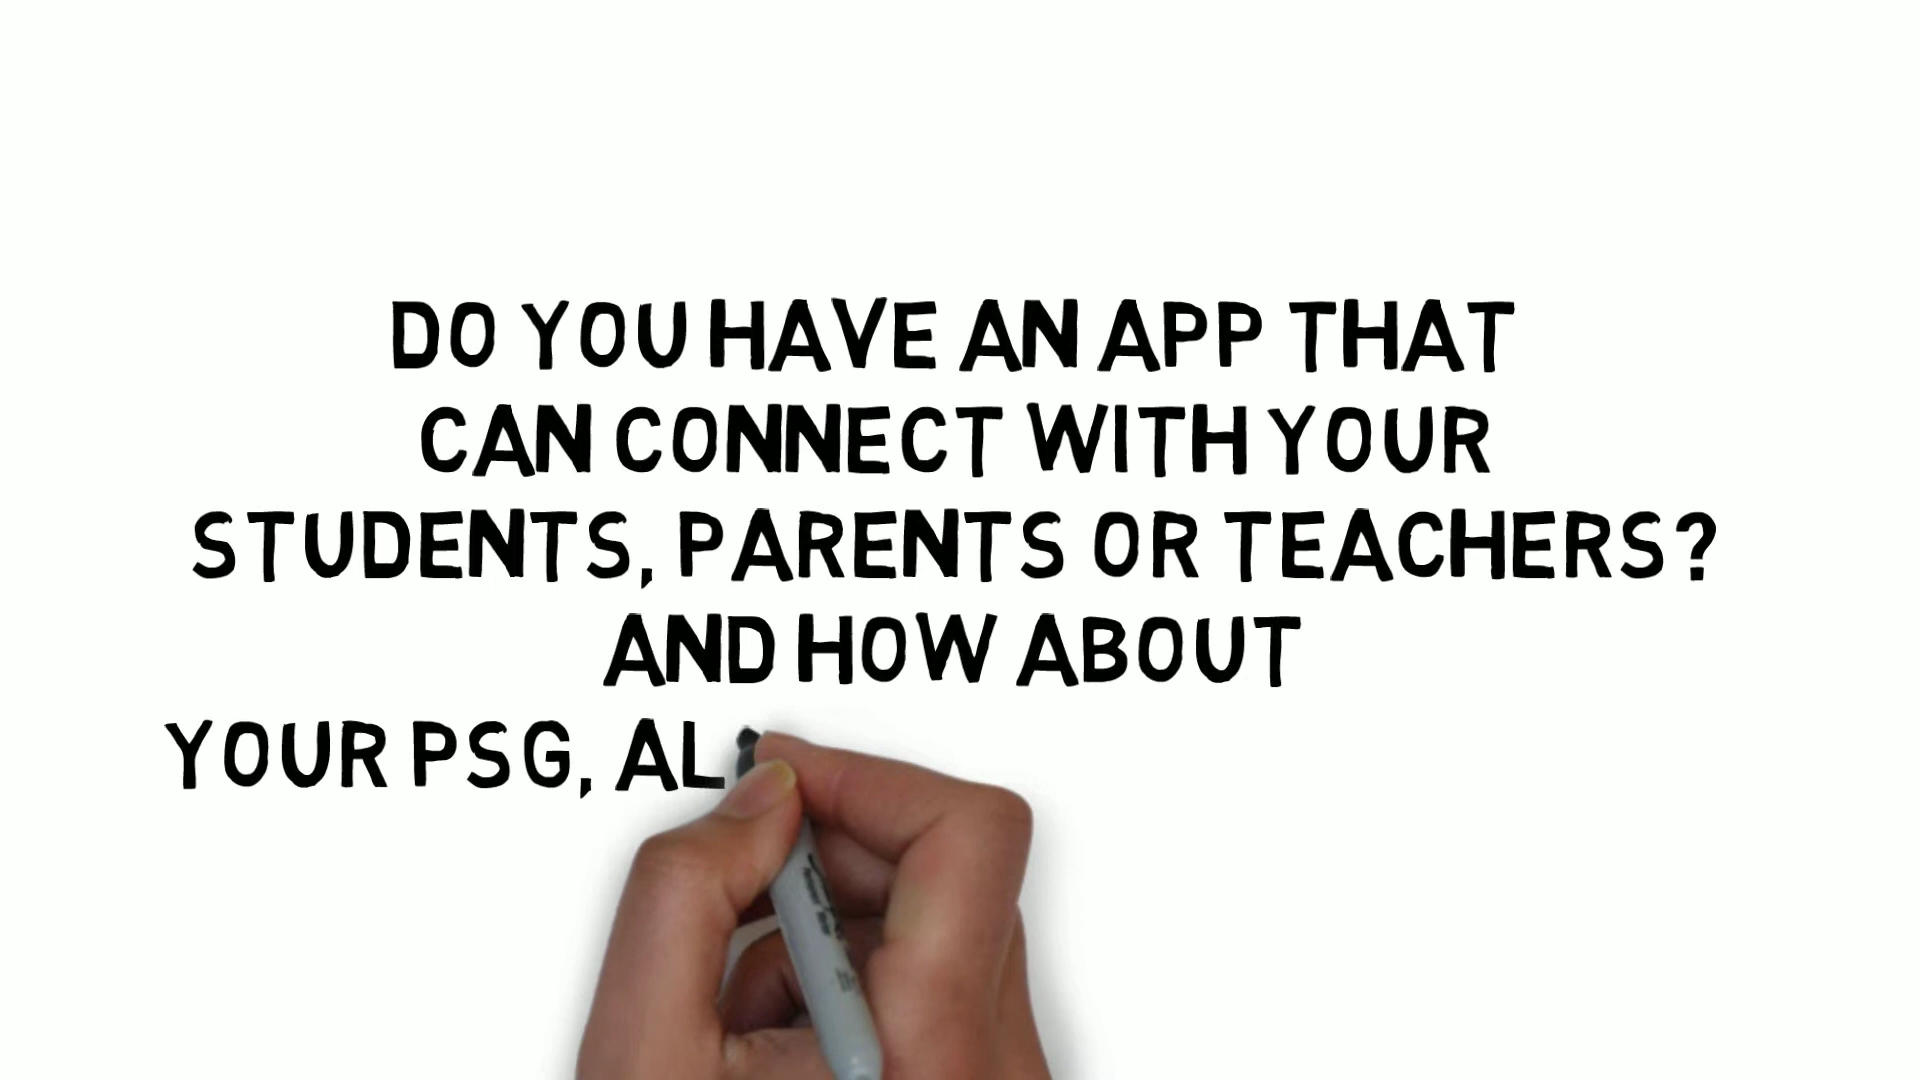 DO YOU HAVE AN APP THAT
CAN CONNECT WITH YOUR
STUDENTS, PARENTS OR TEACHERS?
AND HOW ABOUT
YOUR PSG, AL